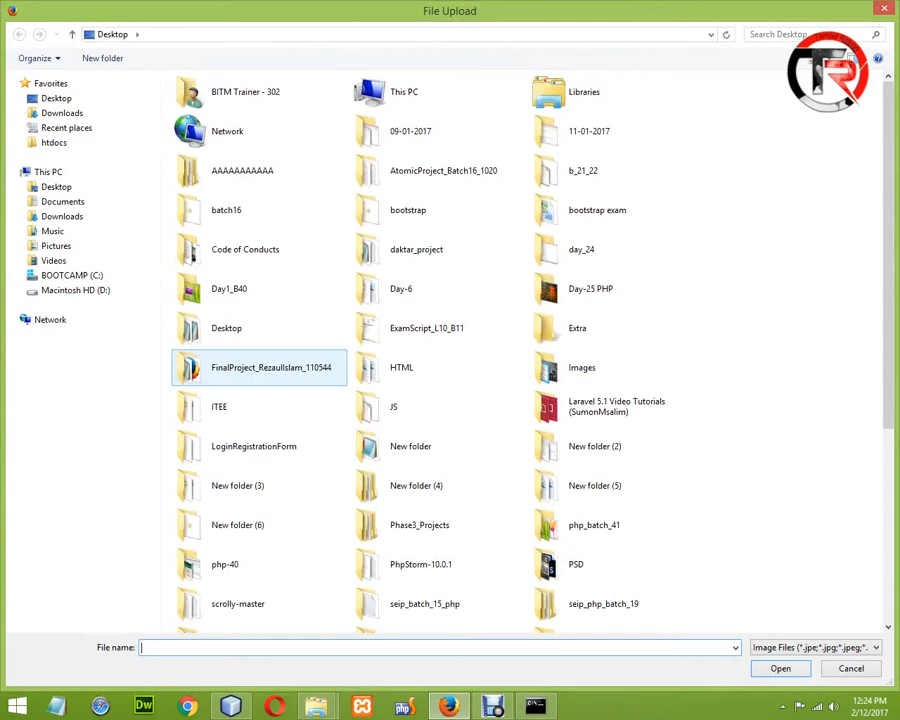 File Upload
Desktop
Search Desktop
Organize
New folder
Favorites
Desktop
Downloads
Recent places
htdocs
This PC
Desktop
Documents
Downloads
Music
Pictures
Videos
BOOTCAMP (C:)
Macintosh HD (D:)
Network
BITM Trainer - 302
This PC
Libraries
Network
09-01-2017
11-01-2017
AAAAAAAAAAA
AtomicProject_Batch16_1020
b_21_22
batch16
bootstrap
bootstrap exam
Code of Conducts
daktar_project
day_24
Day1_B40
Day-6
Day-25 PHP
Desktop
ExamScript_L10_B11
Extra
FinalProject_RezaulIslam_110544
HTML
Images
ITEE
JS
Laravel 5.1 Video Tutorials
(SumonMsalim)
LoginRegistrationForm
New folder
New folder (2)
New folder (3)
New folder (4)
New folder (5)
New folder (6)
Phase3_Projects
php_batch_41
php-40
PhpStorm-10.0.1
PSD
scrolly-master
seip_batch_15_php
seip_php_batch_19
File name:
Image Files (*.jpe;*.jpg;*.jpeg;*.
Open
Cancel
Dw
php
12:24 PM
2/12/2017
TR